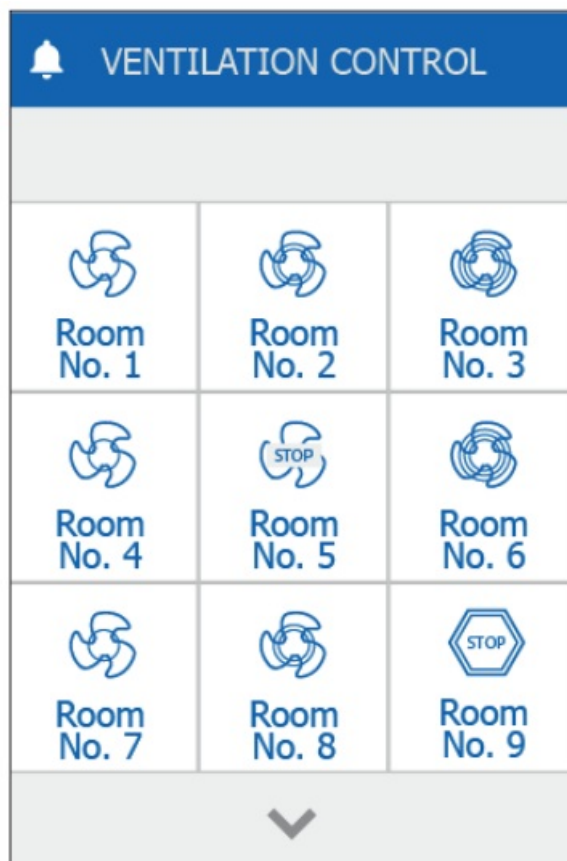 VENTILATION CONTROL
Room
No. 1
Room
No. 2
Room
No. 3
Room
No. 4
STOP
Room
No. 5
Room
No. 6
Room
No. 7
Room
No. 8
STOP
Room
No. 9